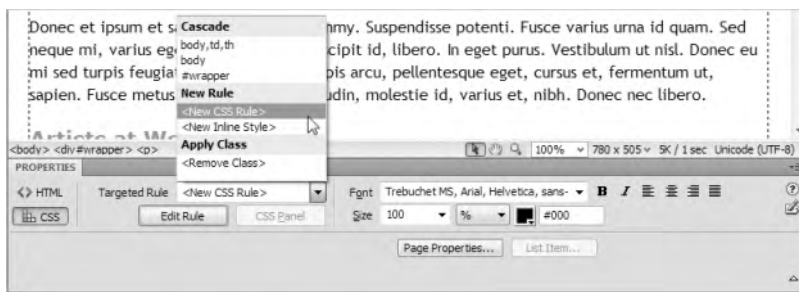 Donec et ipsum et s
Cascade
mmy. Suspendisse potenti. Fusce varius urna id quam. Sed
neque mi, varius eg
body,td,th
cipit id, libero. In eget purus. Vestibulum ut nisl. Donec eu
body
mi sed turpis feugia
#wrapper
is arcu, pellentesque eget, cursus et, fermentum ut,
sapien. Fusce metus
New Rule
udin, molestie id, varius et, nibh. Donec nec libero.
<New CSS Rule>
<New Inline Style>
Artists at W
Apply Class
<Remove Class>
<body> <div#wrapper> <p>
100% 780 x 505 5K / 1 sec Unicode (UTF-8)
PROPERTIES
<> HTML Targeted Rule <New CSS Rule> Font Trebuchet MS, Arial, Helvetica, sans- B I
CSS Edit Rule CSS Panel Size 100 % #000
Page Properties... List Item...